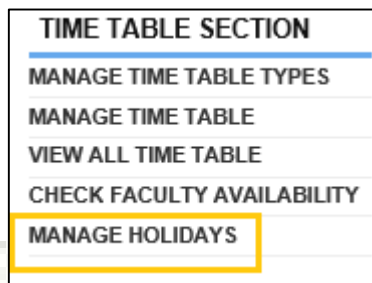 TIME TABLE SECTION
MANAGE TIME TABLE TYPES
MANAGE TIME TABLE
VIEW ALL TIME TABLE
CHECK FACULTY AVAILABILITY
MANAGE HOLIDAYS